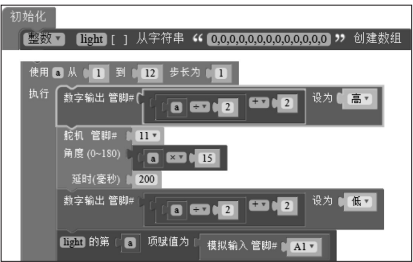 初始化
整数 light [ ] 从字符串 “ 0,0,0,0,0,0,0,0,0,0,0,0,0 ” 创建数组
使用 a 从 1 到 12 步长为 1
执行 数字输出 管脚# a ÷ 2 + 2 设为 高
舵机 管脚# 11
角度 (0~180) a × 15
延时(毫秒) 200
数字输出 管脚# a ÷ 2 + 2 设为 低
light 的第 a 项赋值为 模拟输入 管脚# A1